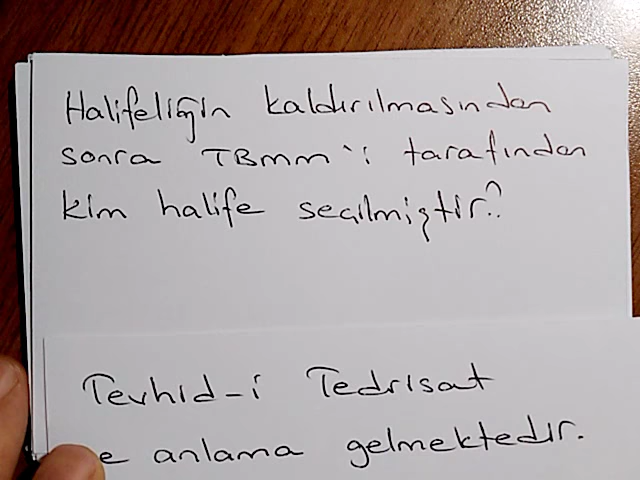 Halifeliğin kaldırılmasından
sonra TBMM'i tarafından
kim halife seçilmiştir?
Tevhid-i Tedrisat
e anlama gelmektedir.